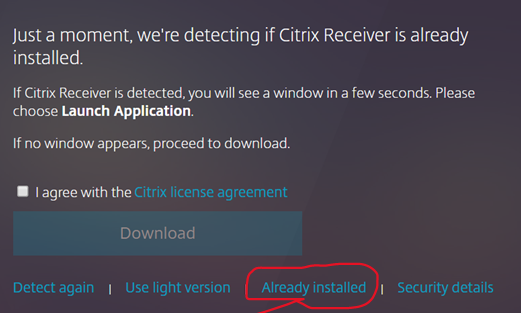 Just a moment, we're detecting if Citrix Receiver is already
installed.
If Citrix Receiver is detected, you will see a window in a few seconds. Please
choose Launch Application.
If no window appears, proceed to download.
I agree with the Citrix license agreement
Download
Detect again | Use light version | Already installed | Security details